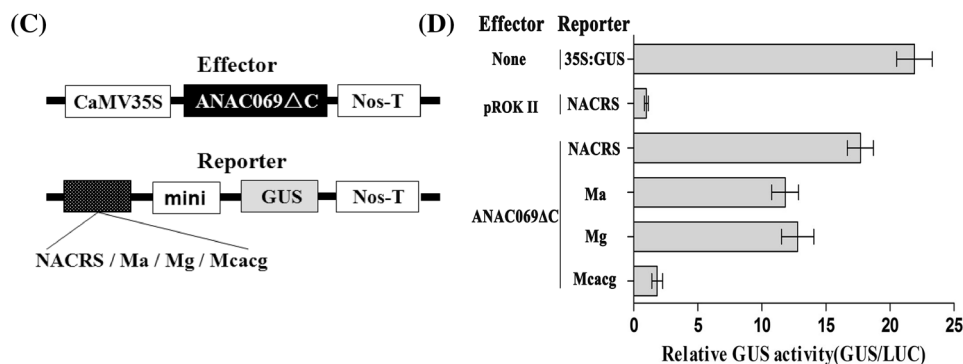 (C)
Effector
CaMV35S ANAC069△C Nos-T
Reporter
mini GUS Nos-T
NACRS / Ma / Mg / Mcacg
(D)
Effector Reporter
None 35S:GUS
pROK II NACRS
ANAC069ΔC
NACRS
Ma
Mg
Mcacg
0 5 10 15 20 25
Relative GUS activity(GUS/LUC)